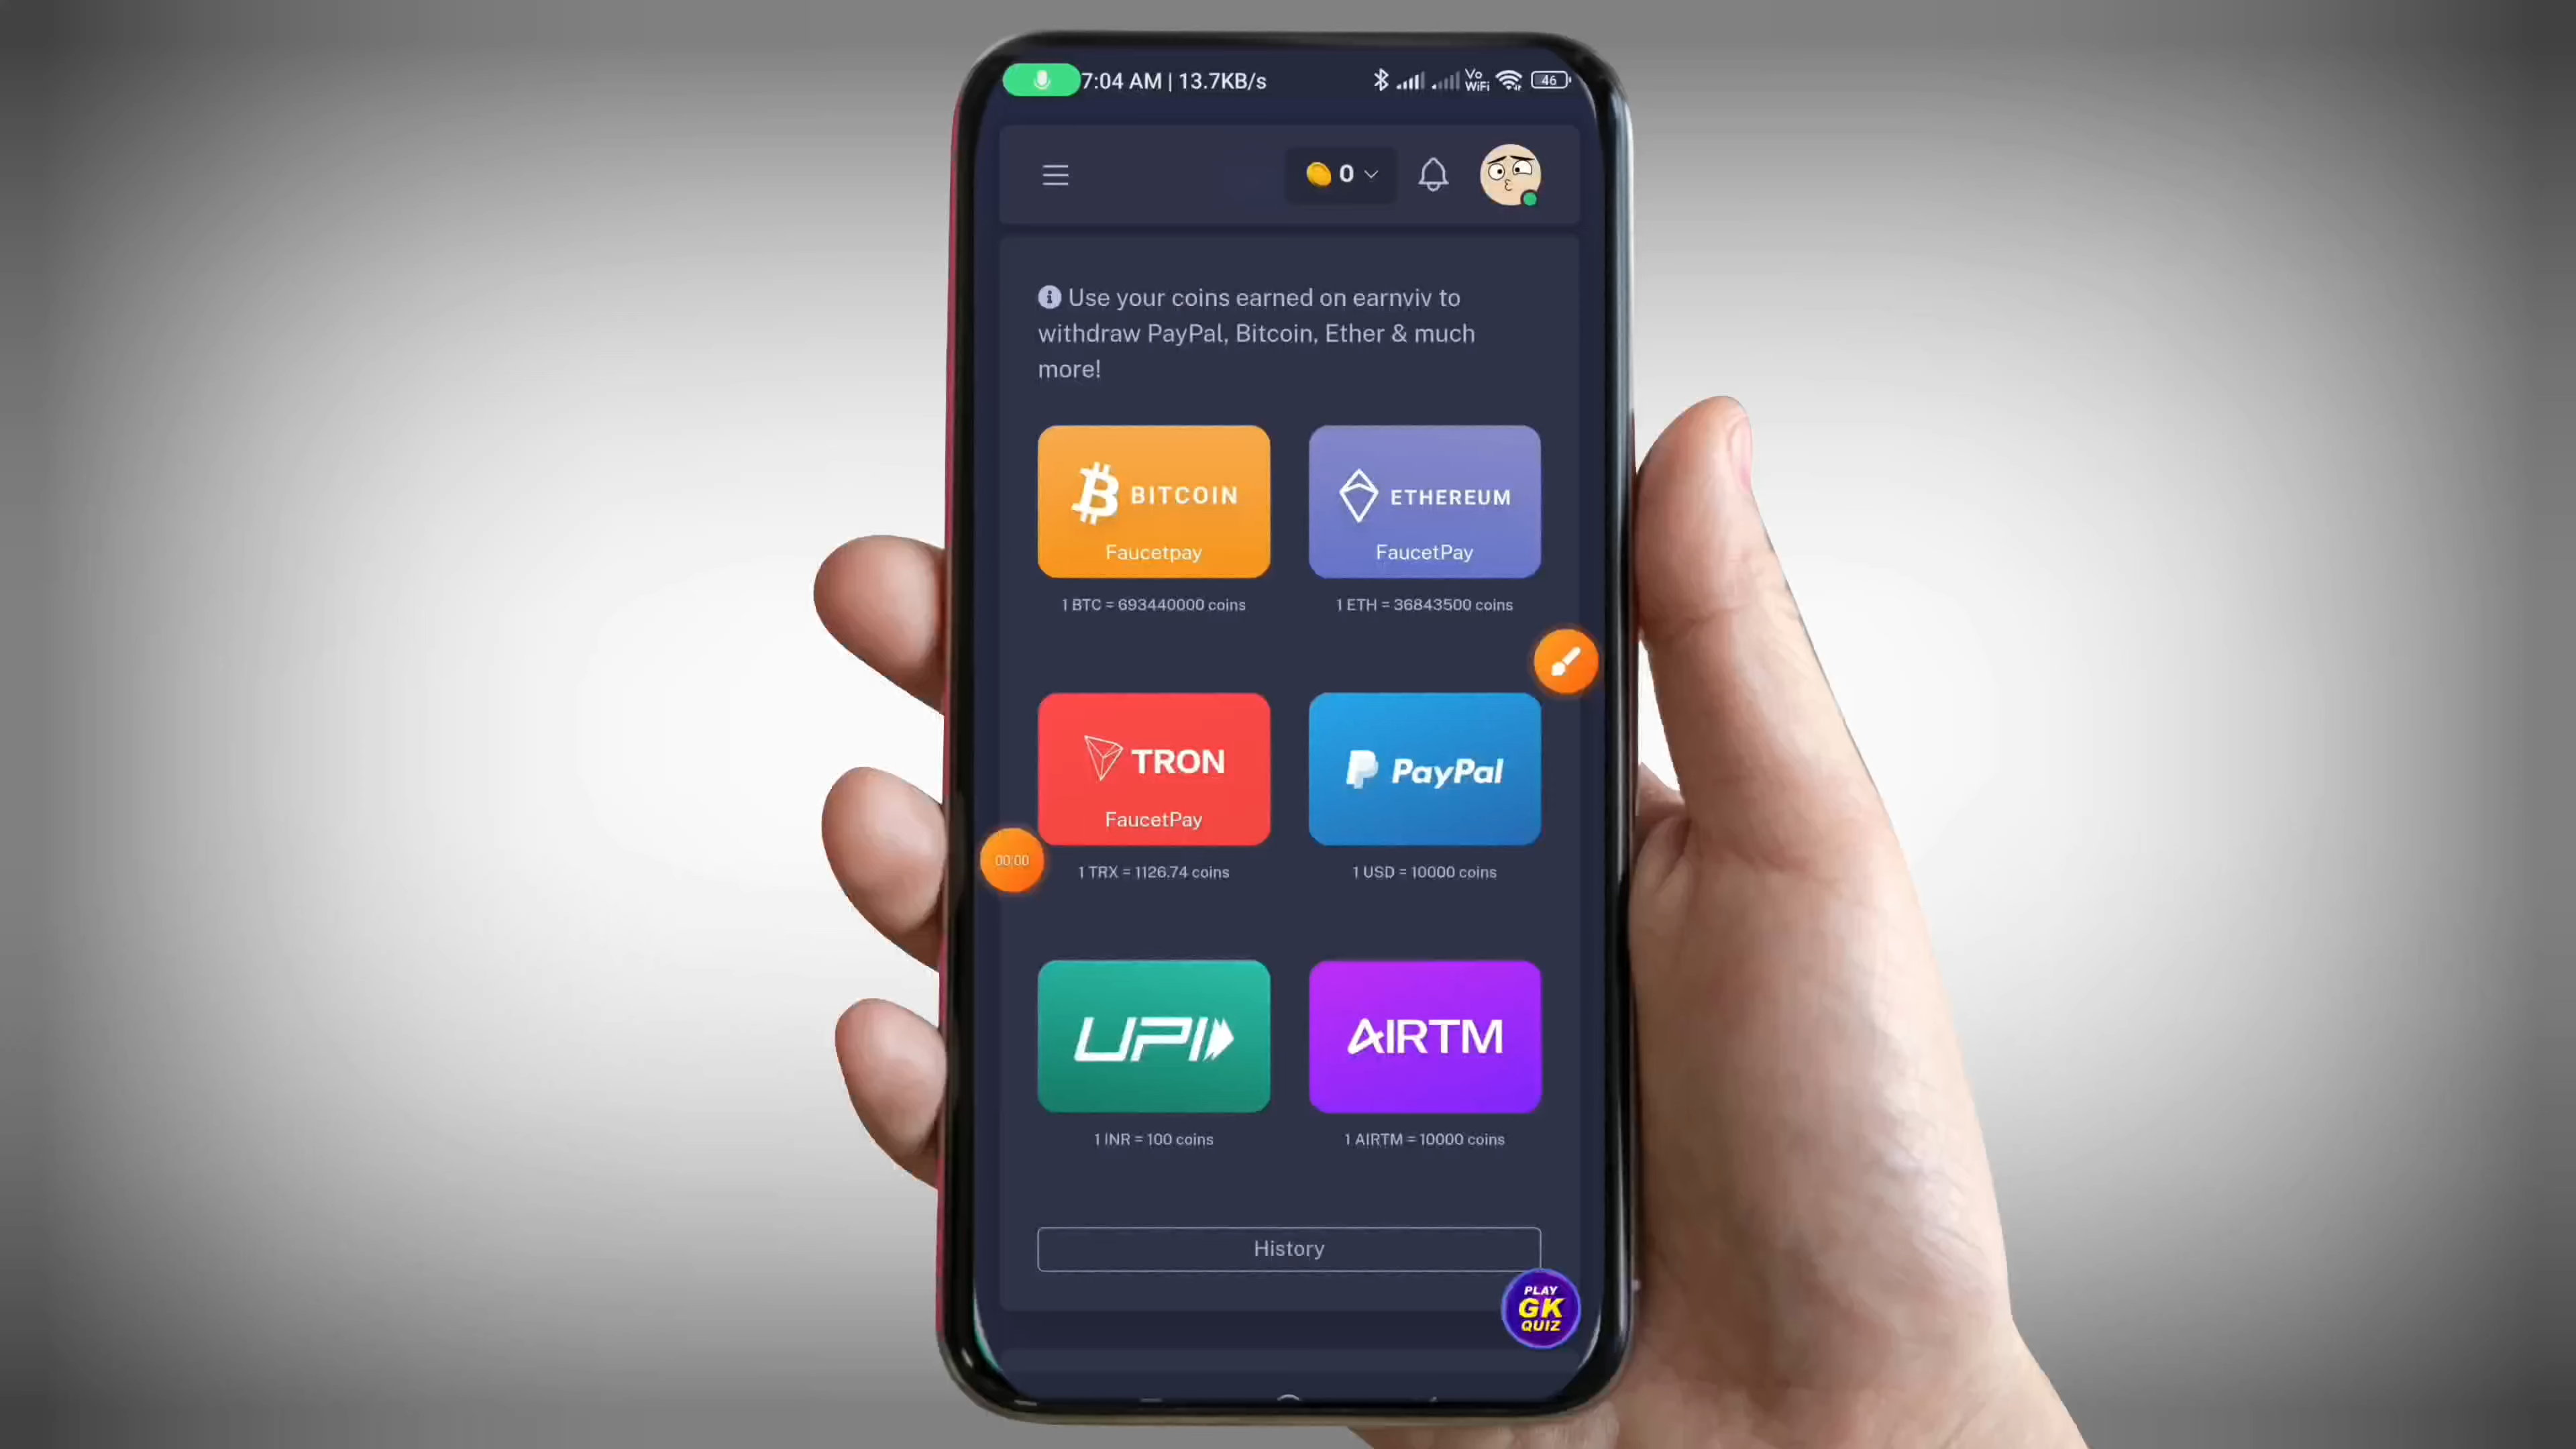 7:04 AM | 13.7KB/s
Vo
WiFi
46
0
Use your coins earned on earnviv to
withdraw PayPal, Bitcoin, Ether & much
more!
BITCOIN
Faucetpay
ETHEREUM
FaucetPay
1 BTC = 693440000 coins
1 ETH = 36843500 coins
TRON
FaucetPay
PayPal
00:00
1 TRX = 1126.74 coins
1 USD = 10000 coins
UPI
AIRTM
1 INR = 100 coins
1 AIRTM = 10000 coins
History
PLAY
GK
QUIZ